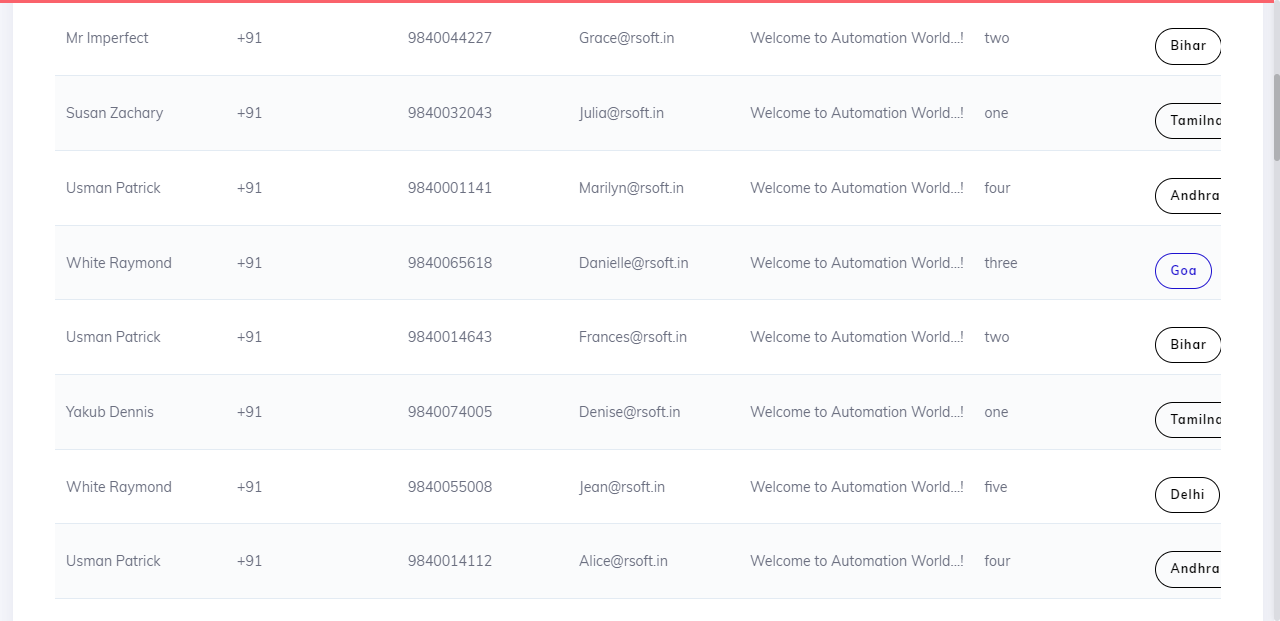 Mr Imperfect +91 9840044227 Grace@rsoft.in Welcome to Automation World...! two Bihar
Susan Zachary +91 9840032043 Julia@rsoft.in Welcome to Automation World...! one Tamilna
Usman Patrick +91 9840001141 Marilyn@rsoft.in Welcome to Automation World...! four Andhra
White Raymond +91 9840065618 Danielle@rsoft.in Welcome to Automation World...! three Goa
Usman Patrick +91 9840014643 Frances@rsoft.in Welcome to Automation World...! two Bihar
Yakub Dennis +91 9840074005 Denise@rsoft.in Welcome to Automation World...! one Tamilna
White Raymond +91 9840055008 Jean@rsoft.in Welcome to Automation World...! five Delhi
Usman Patrick +91 9840014112 Alice@rsoft.in Welcome to Automation World...! four Andhra